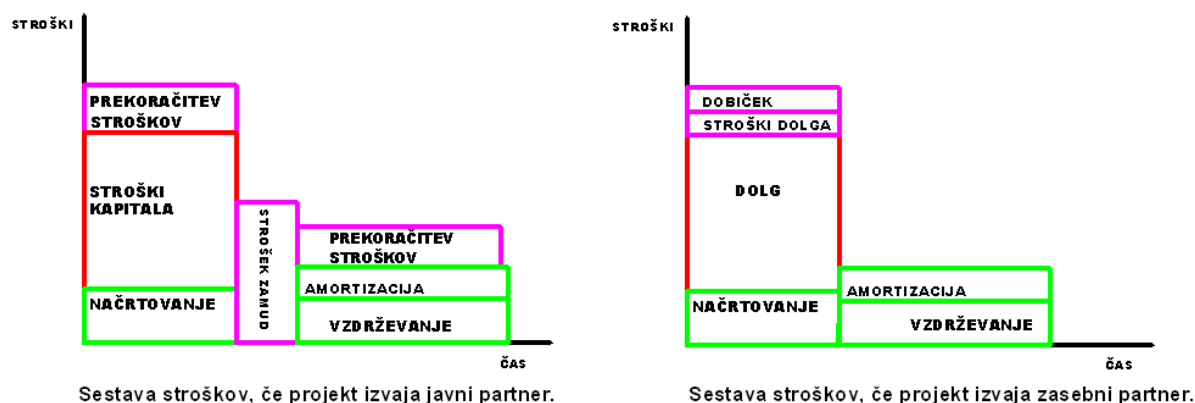 STROŠKI
PREKORAČITEV
STROŠKOV
STROŠKI
KAPITALA
NAČRTOVANJE
STROŠEK ZAMUD
PREKORAČITEV
STROŠKOV
AMORTIZACIJA
VZDRŽEVANJE
ČAS
Sestava stroškov, če projekt izvaja javni partner.
STROŠKI
DOBIČEK
STROŠKI DOLGA
DOLG
NAČRTOVANJE
AMORTIZACIJA
VZDRŽEVANJE
ČAS
Sestava stroškov, če projekt izvaja zasebni partner.